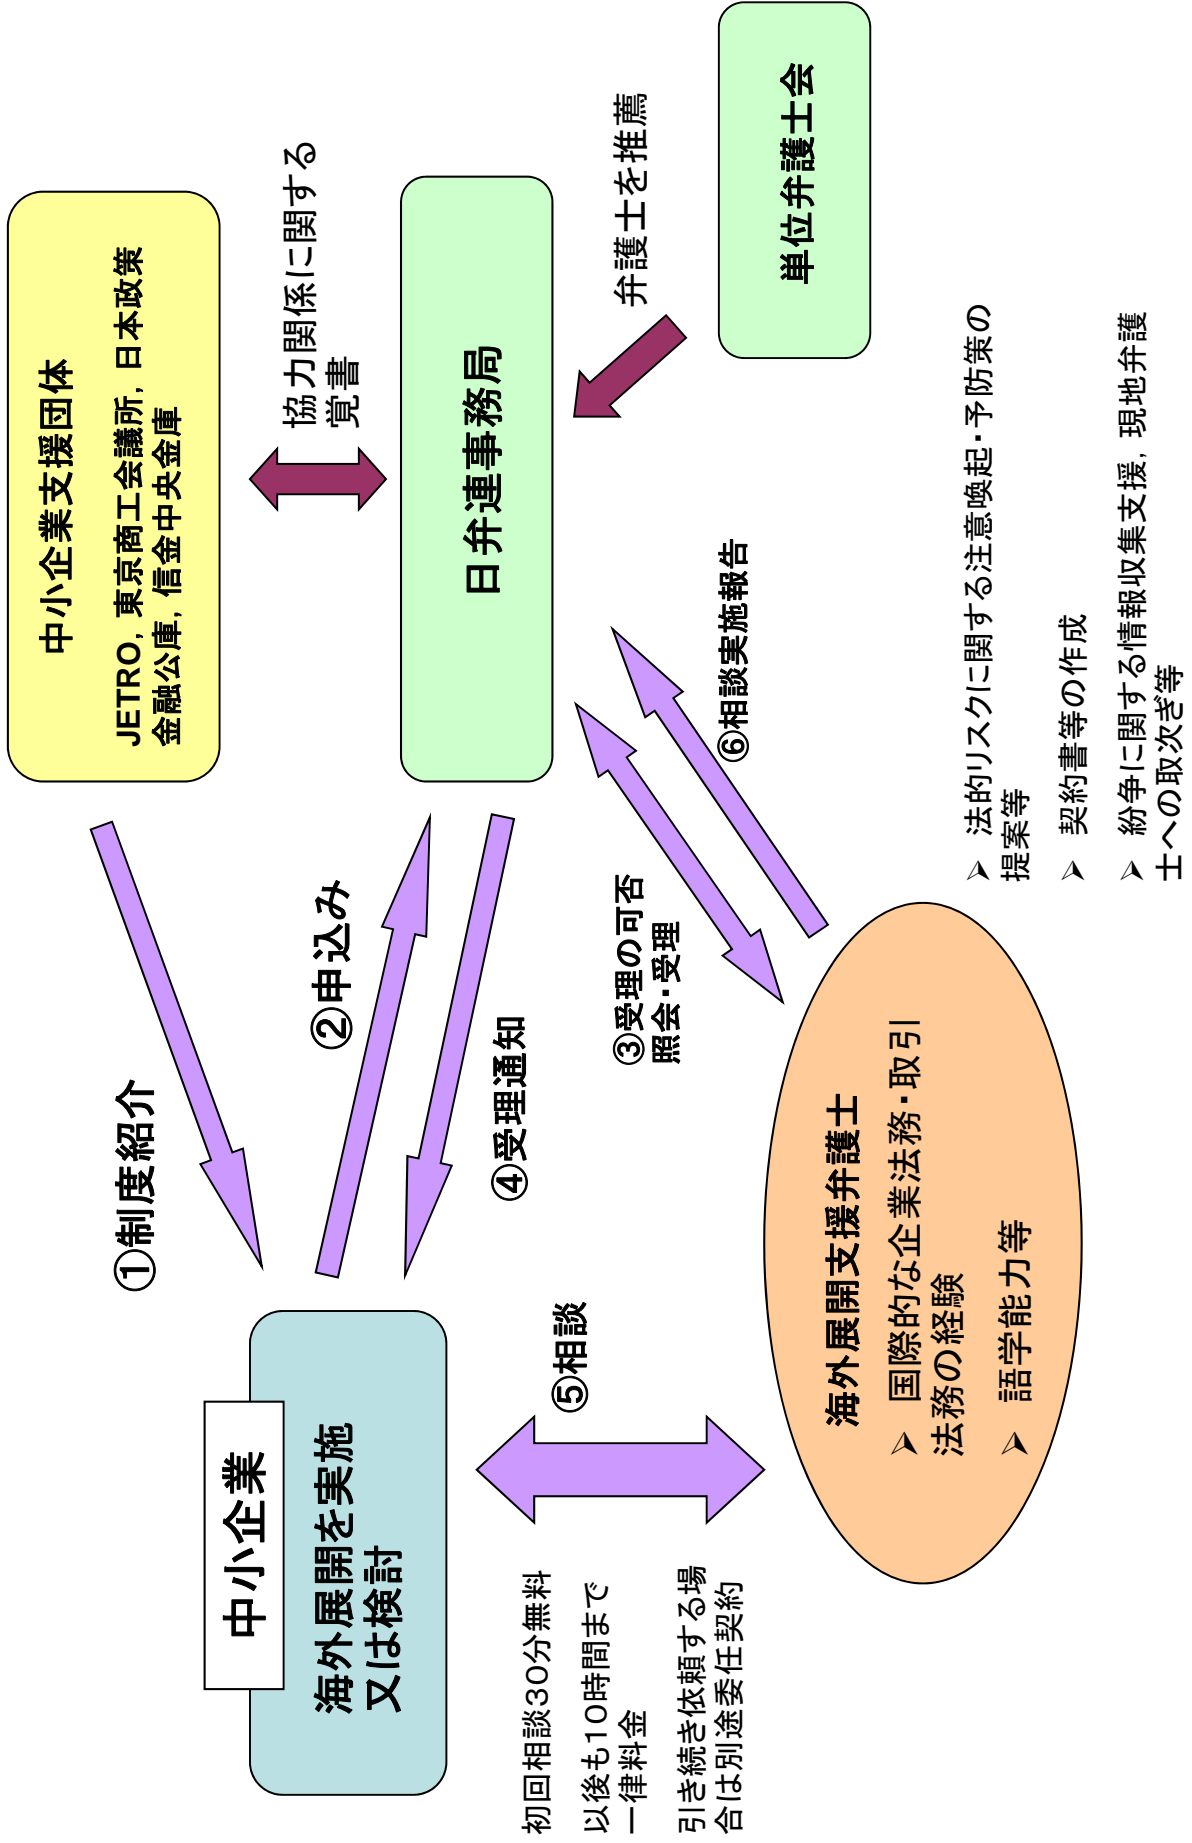 中小企業
海外展開を実施
又は検討
①制度紹介
中小企業支援団体
JETRO, 東京商工会議所, 日本政策
金融公庫, 信金中央金庫
②申込み
④受理通知
協力関係に関する
覚書
日弁連事務局
弁護士を推薦
単位弁護士会
③受理の可否
照会・受理
⑥相談実施報告
⑤相談
初回相談30分無料
以後も10時間まで
一律料金
引き続き依頼する場
合は別途委任契約
海外展開支援弁護士
➢ 国際的な企業法務・取引
法務の経験
➢ 語学能力等
➢ 法的リスクに関する注意喚起・予防策の
提案等
➢ 契約書等の作成
➢ 紛争に関する情報収集支援, 現地弁護
士への取次ぎ等